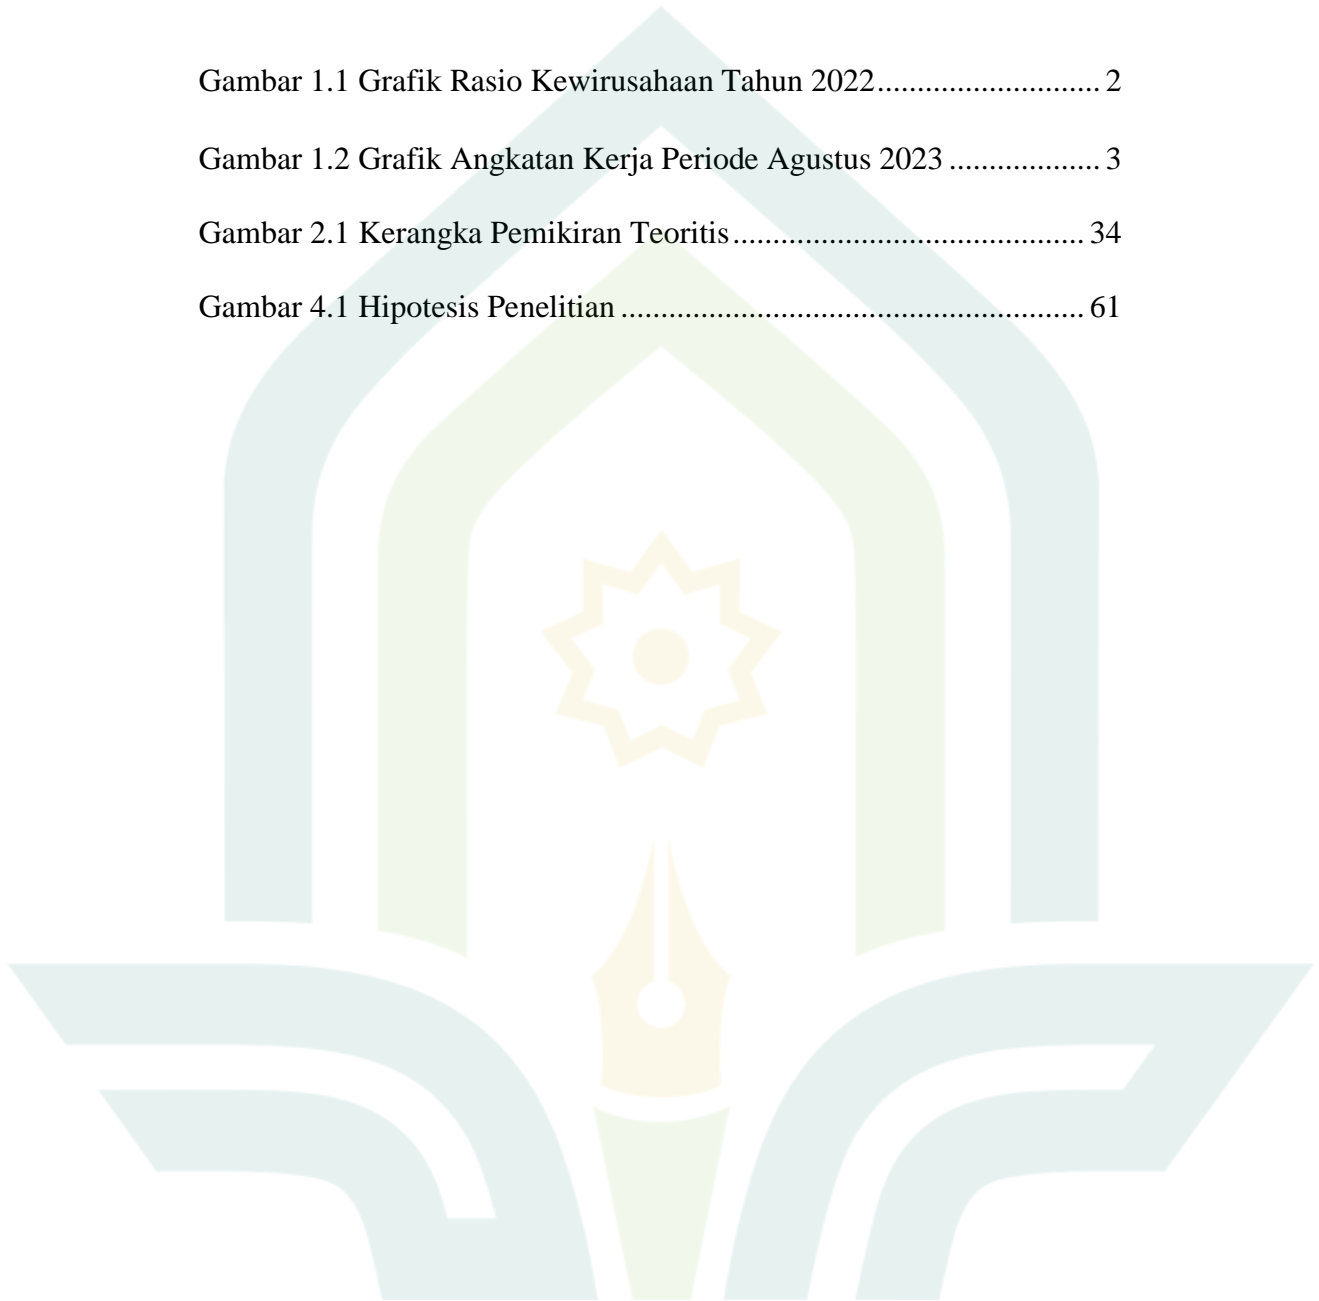 Gambar 1.1 Grafik Rasio Kewirusahaan Tahun 2022............................ 2
Gambar 1.2 Grafik Angkatan Kerja Periode Agustus 2023 ................... 3
Gambar 2.1 Kerangka Pemikiran Teoritis............................................ 34
Gambar 4.1 Hipotesis Penelitian .......................................................... 61